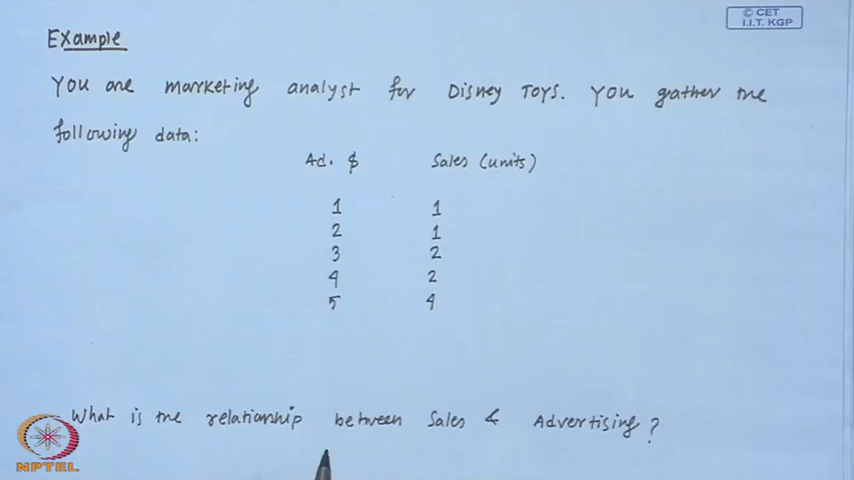 © CET
I.I.T. KGP
Example
You are marketing analyst for Disney Toys. You gather the
following data:
Ad. $ Sales (units)
1 1
2 1
3 2
4 2
5 4
What is the relationship between Sales & Advertising?
NPTEL